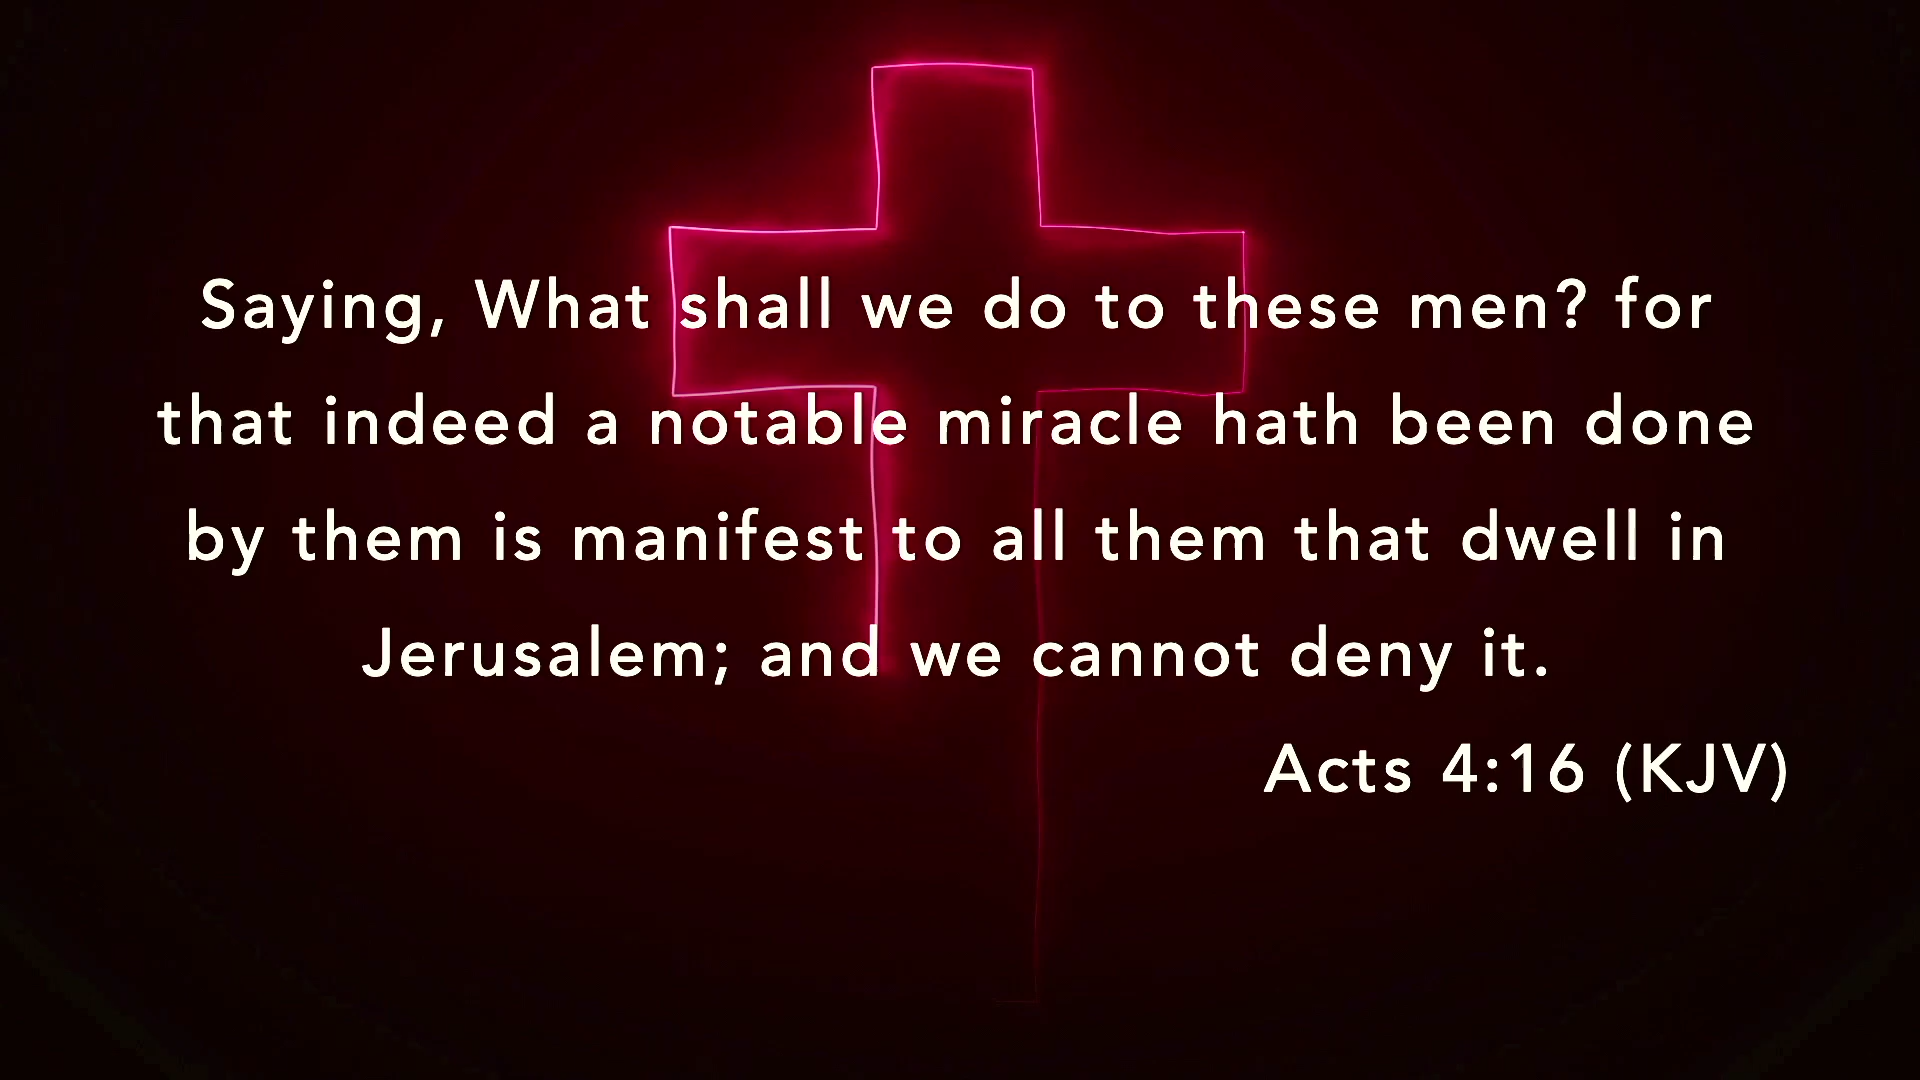 Saying, What shall we do to these men? for
that indeed a notable miracle hath been done
by them is manifest to all them that dwell in
Jerusalem; and we cannot deny it.
Acts 4:16 (KJV)